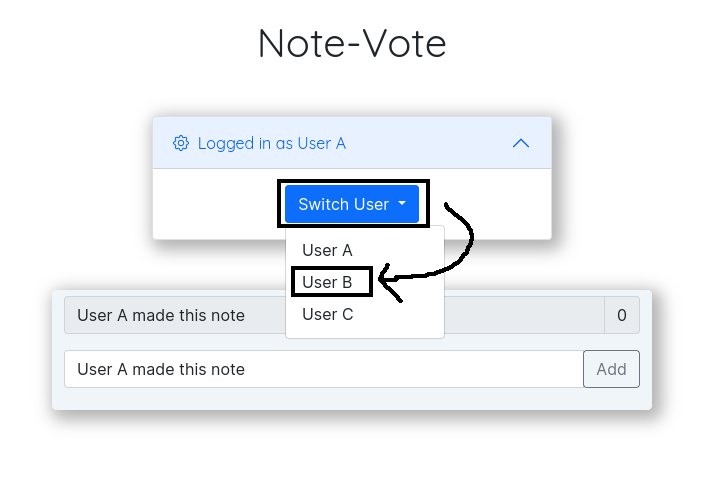 Note-Vote
Logged in as User A
Switch User
User A
User B
User C
User A made this note 0
User A made this note Add